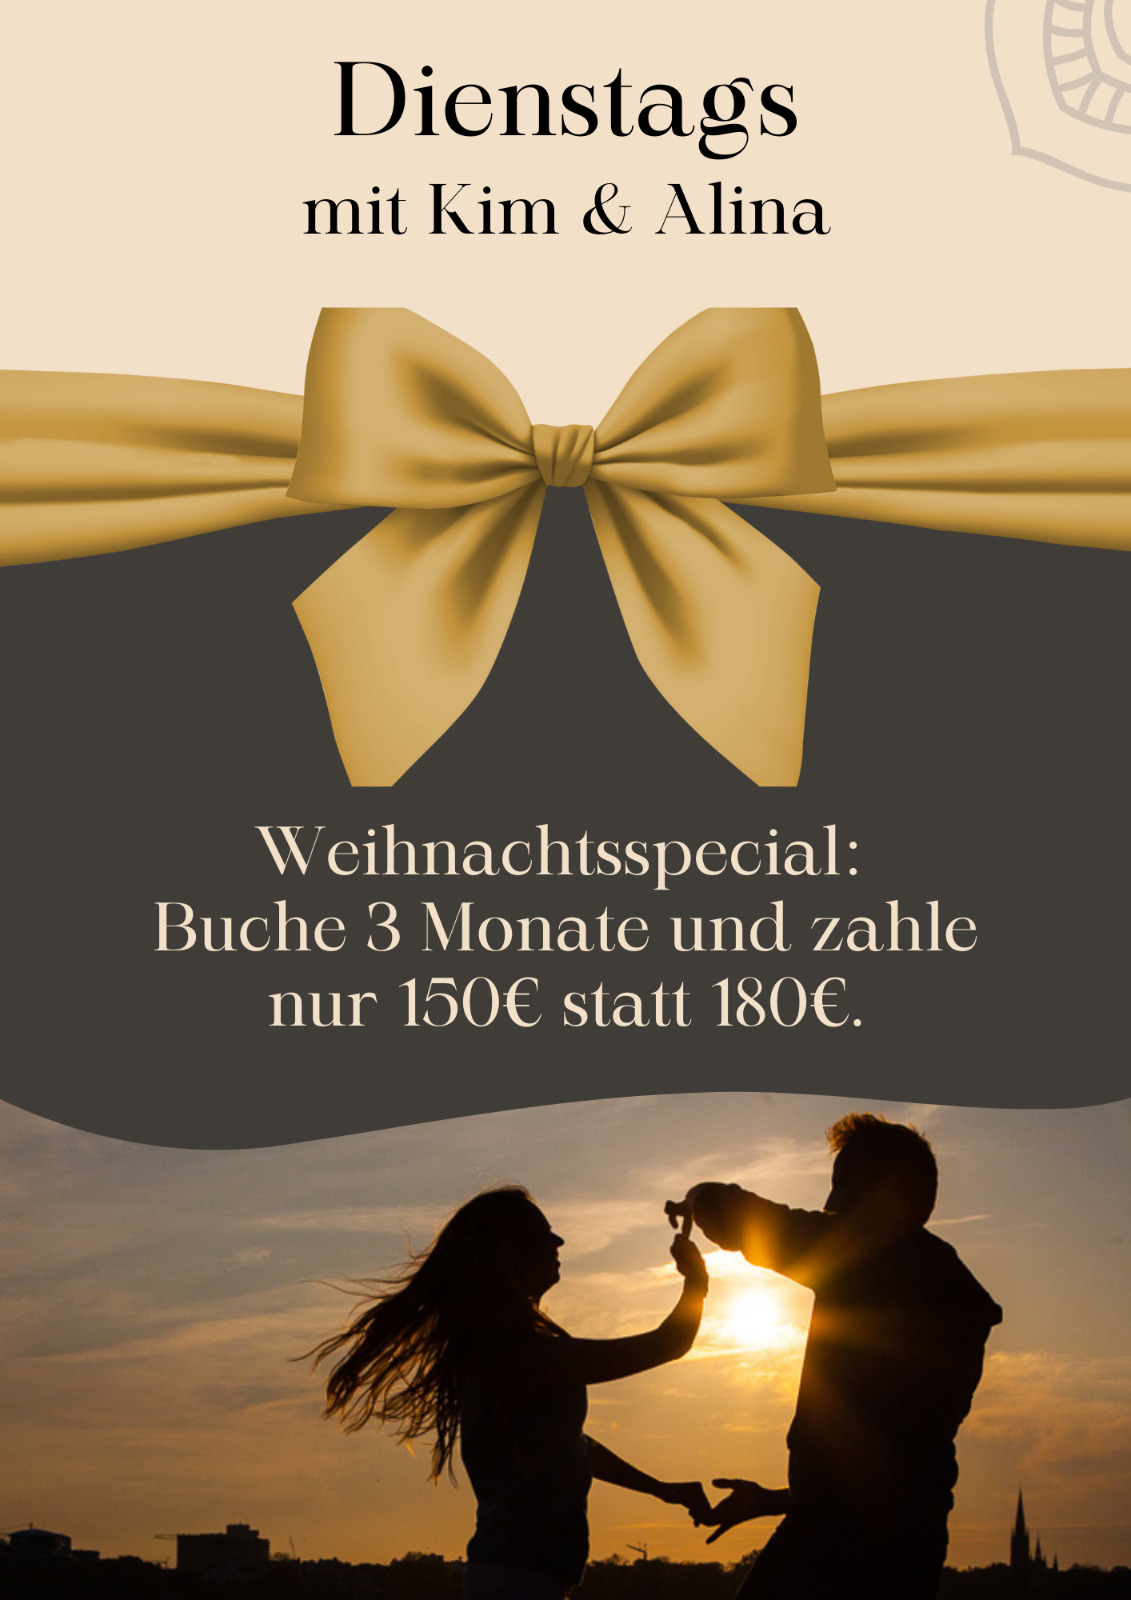 Dienstags
mit Kim & Alina
Weihnachtsspecial:
Buche 3 Monate und zahle
nur 150€ statt 180€.